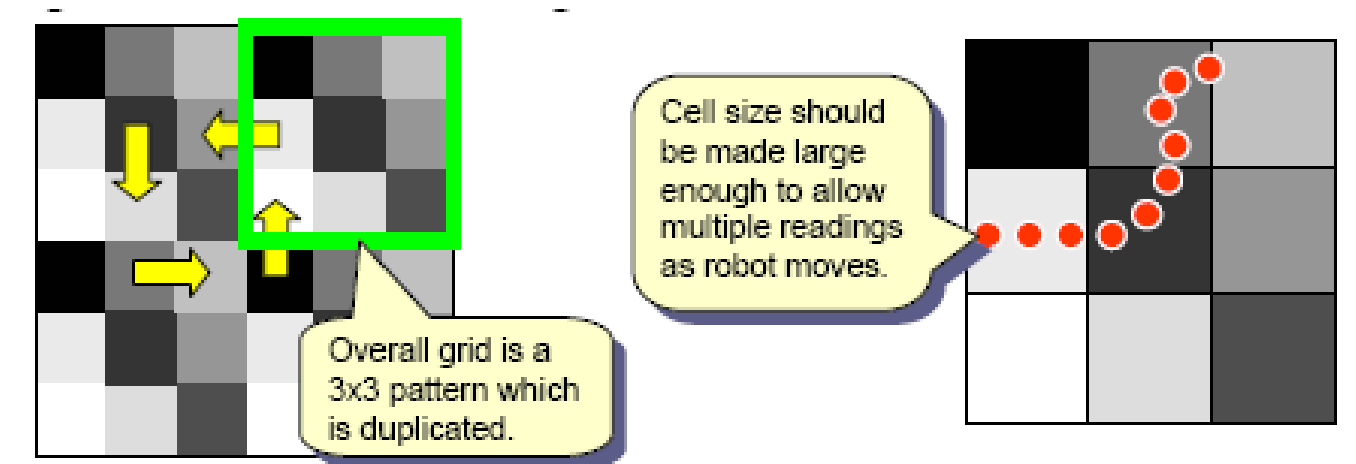 Cell size should
be made large
enough to allow
multiple readings
as robot moves.
Overall grid is a
3x3 pattern which
is duplicated.